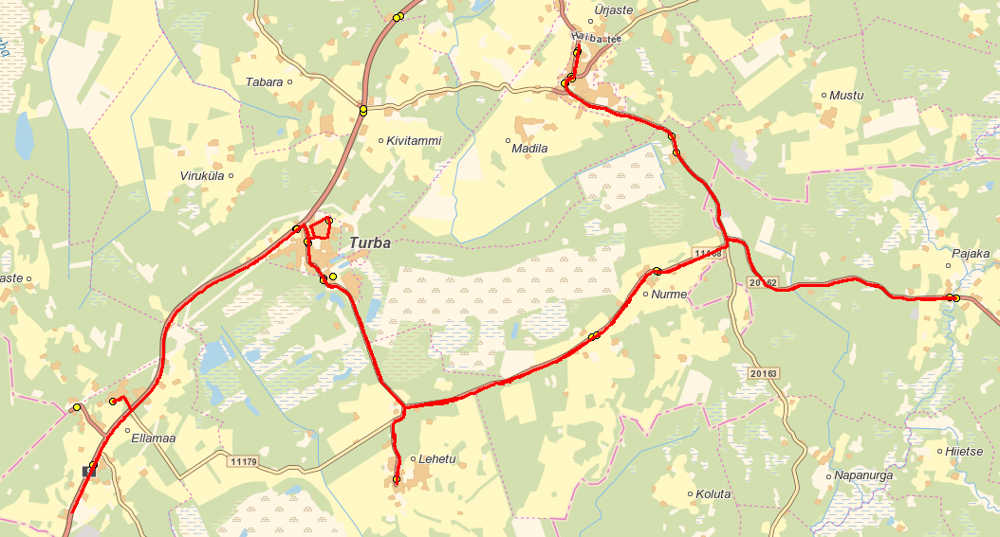 Ürjaste
Haiba tee
Tabara
Mustu
Kivitammi
Madila
Viruküla
Turba
11168
Pajaka
aste
20162
Nurme
20163
Ellamaa
Lehetu
11179
Hiietse
Napanurga
Koluta